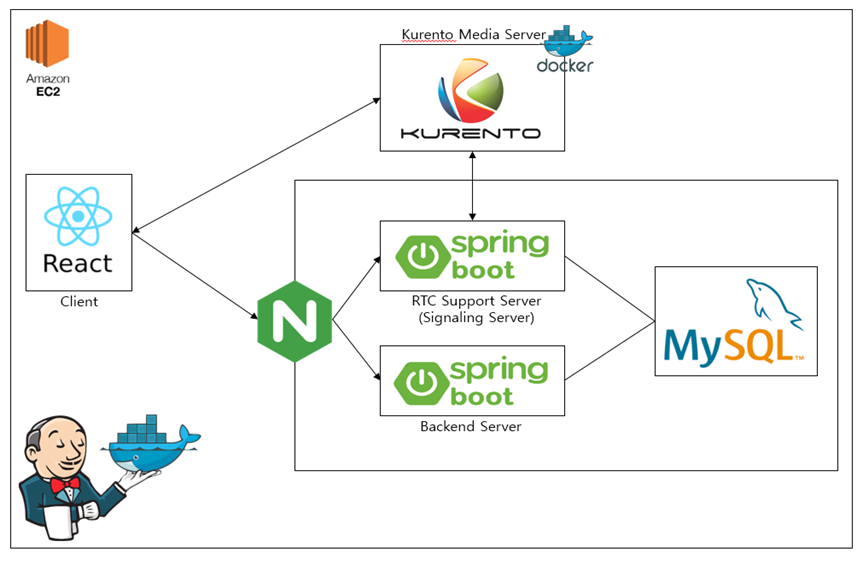 Amazon
EC2
Kurento Media Server
docker
KURENTO
React
Client
spring
boot
RTC Support Server
(Signaling Server)
N
spring
boot
Backend Server
MySQL™